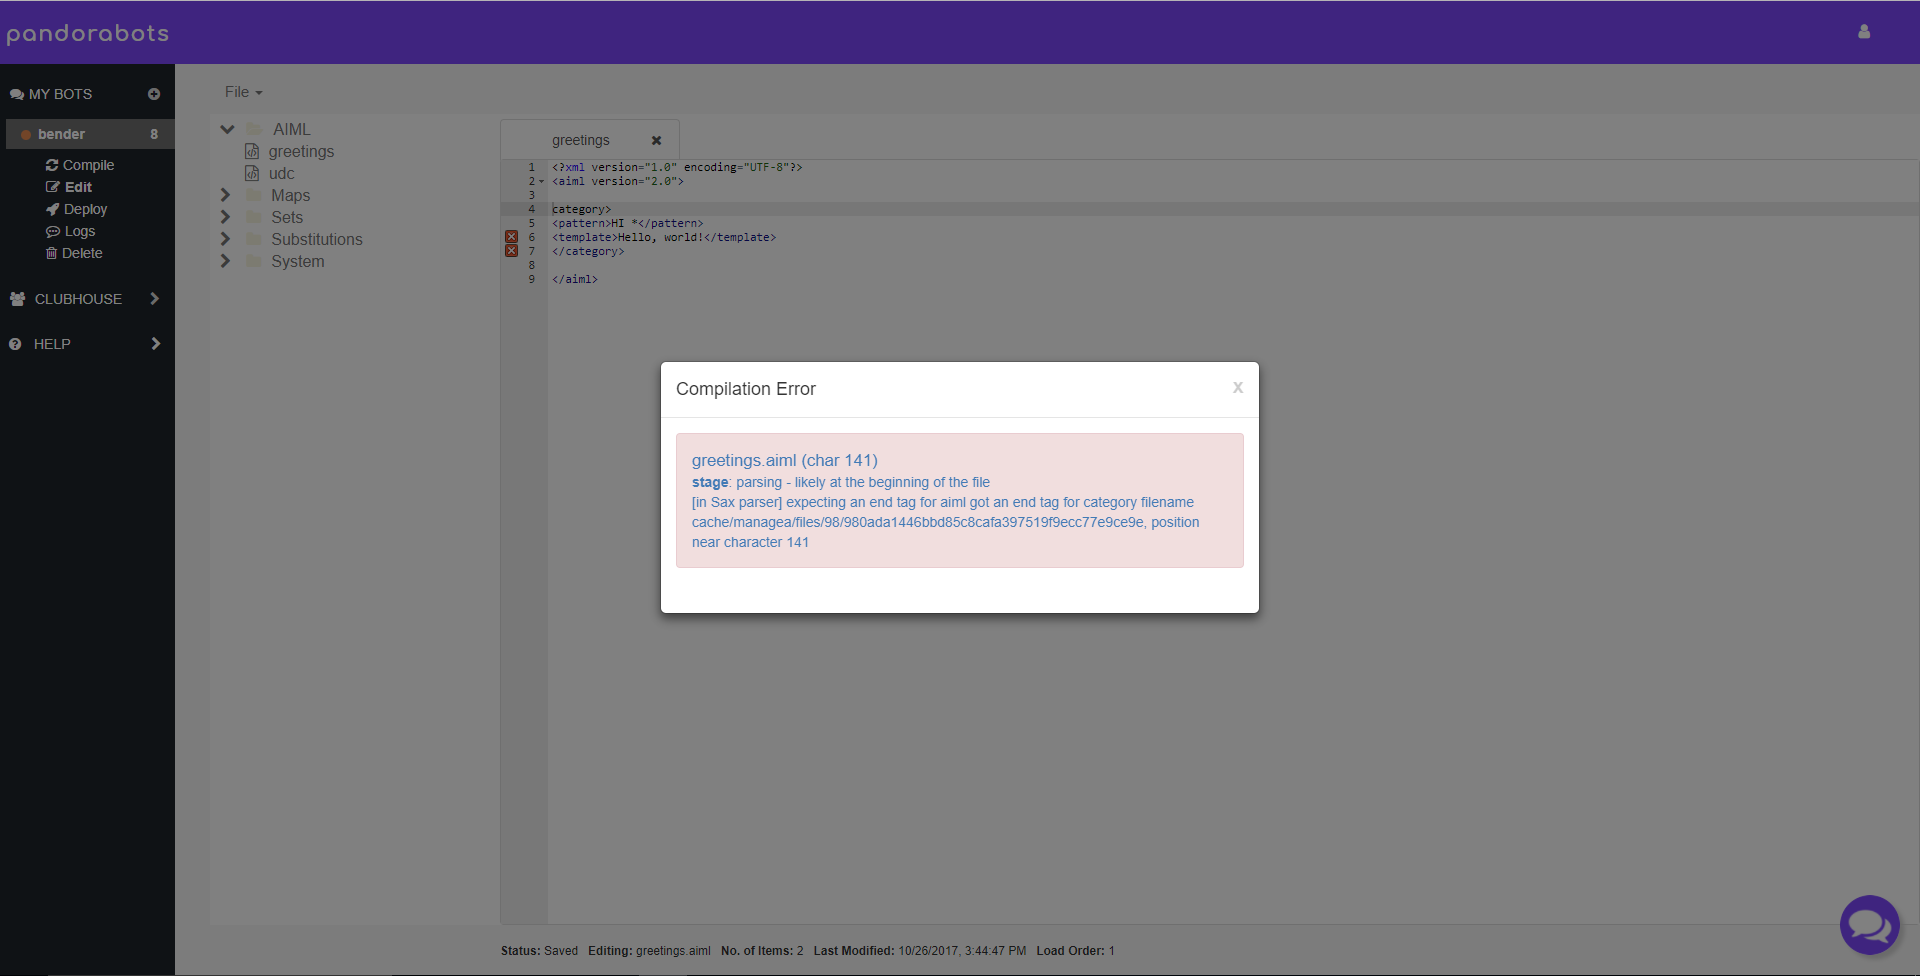 pandorabots
MY BOTS
bender 8
Compile
Edit
Deploy
Logs
Delete
CLUBHOUSE
HELP
File
AIML
greetings
udc
Maps
Sets
Substitutions
System
greetings
1 <?xml version="1.0" encoding="UTF-8"?>
2 <aiml version="2.0">
3
4 category>
5 <pattern>HI *</pattern>
6 <template>Hello, world!</template>
7 </category>
8
9 </aiml>
Compilation Error x
greetings.aiml (char 141)
stage: parsing - likely at the beginning of the file
[in Sax parser] expecting an end tag for aiml got an end tag for category filename
cache/managea/files/98/980ada1446bbd85c8cafa397519f9ecc77e9ce9e, position
near character 141
Status: Saved Editing: greetings.aiml No. of Items: 2 Last Modified: 10/26/2017, 3:44:47 PM Load Order: 1